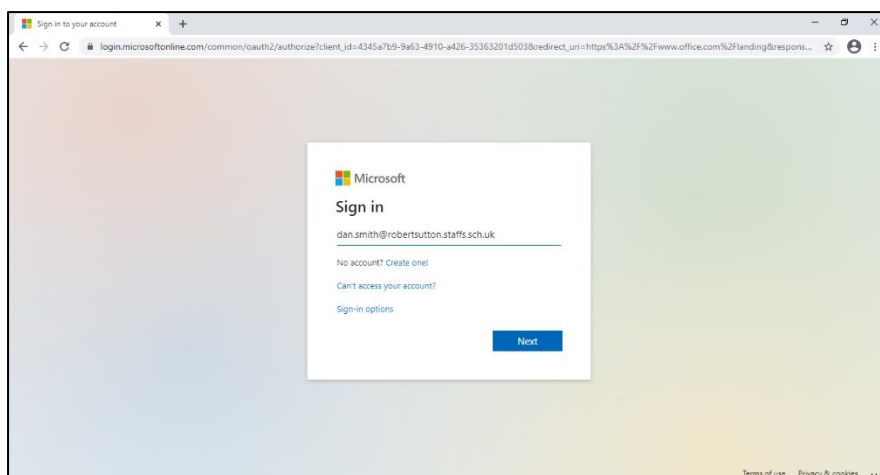 Sign in to your account
login.microsoftonline.com/common/oauth2/authorize?client_id=4345a7b9-9a63-4910-a426-35363201d503&redirect_uri=https%3A%2F%2Fwww.office.com%2Flanding&respons...
Microsoft
Sign in
dan.smith@robertsutton.staffs.sch.uk
No account? Create one!
Can't access your account?
Sign-in options
Next
Terms of use Privacy & cookies ...